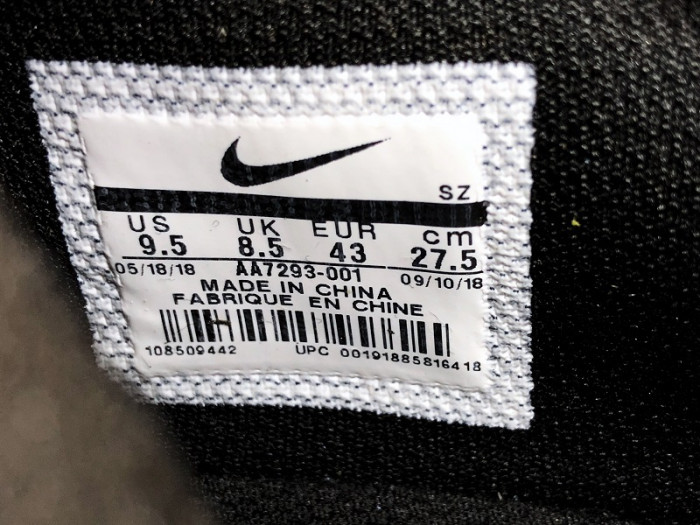 SZ
US UK EUR cm
9.5 8.5 43 27.5
05/18/18 AA7293-001 09/10/18
MADE IN CHINA
FABRIQUE EN CHINE
108509442 UPC 00191885816418